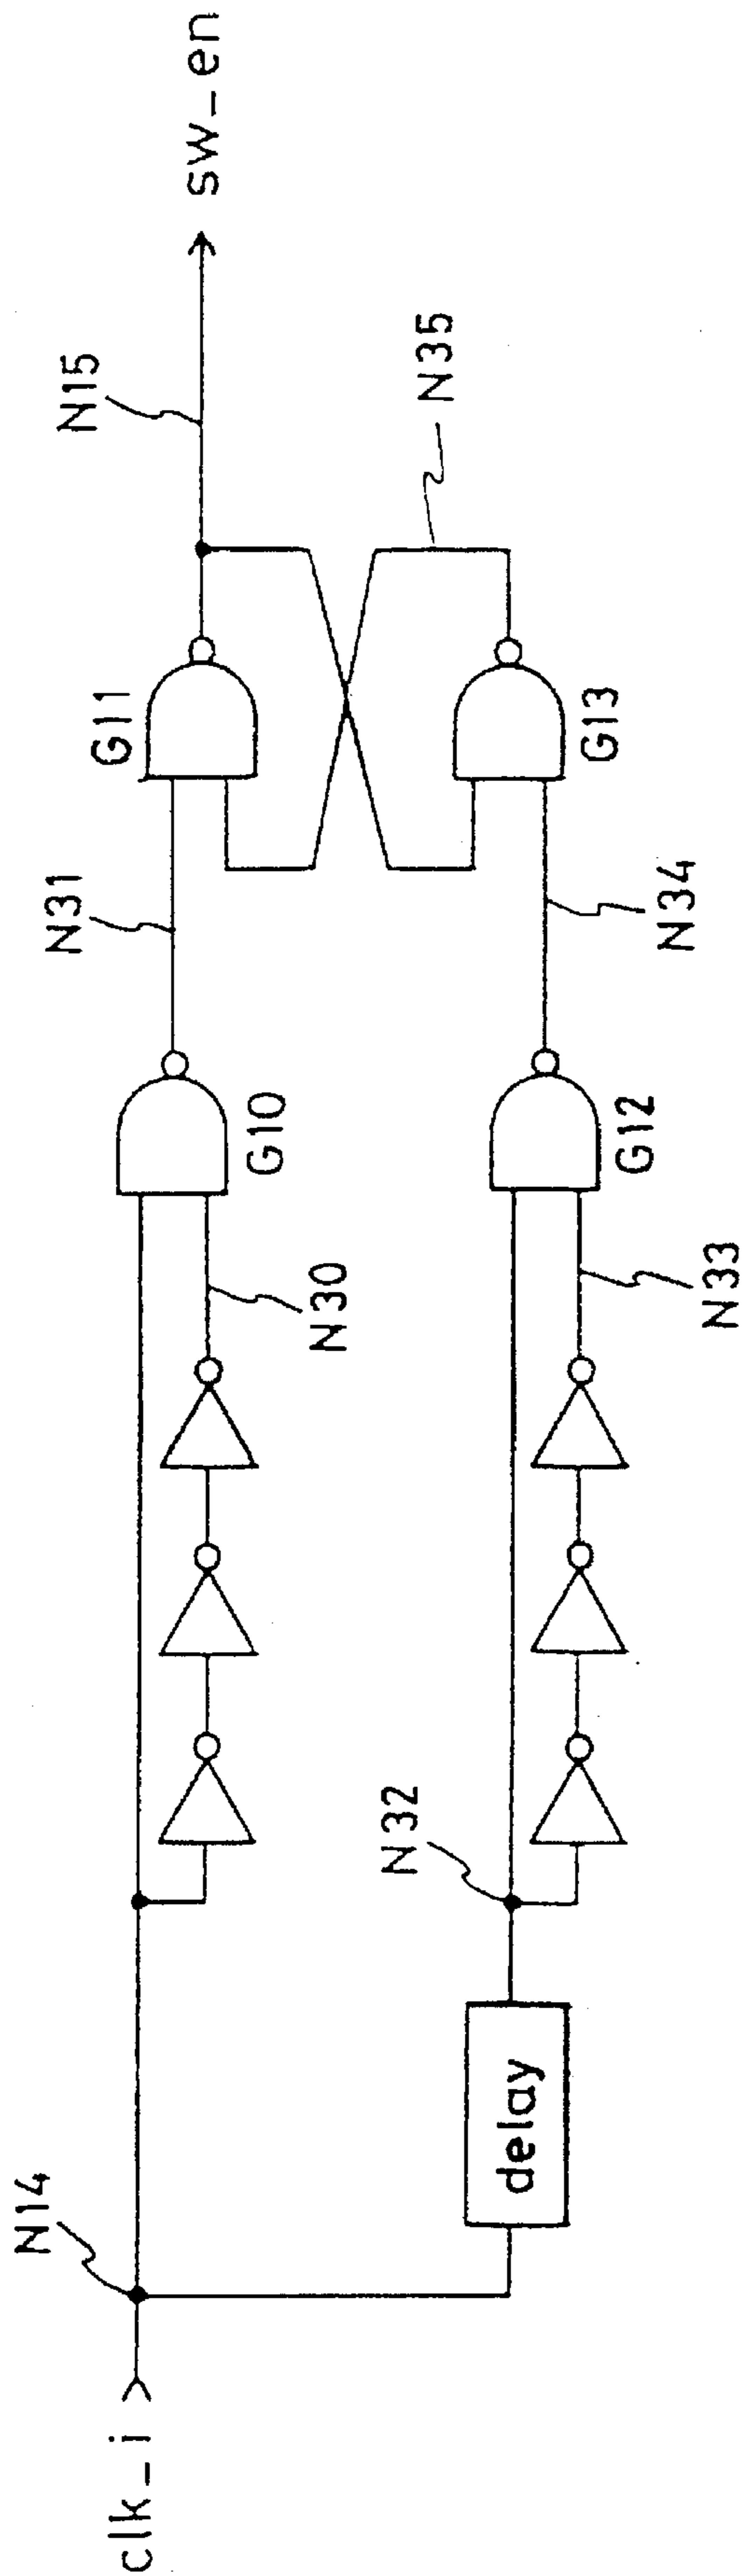 clk_i
N14
delay
N32
N30
N33
G10
G12
N31
N34
G11
G13
N15
N35
sw_en